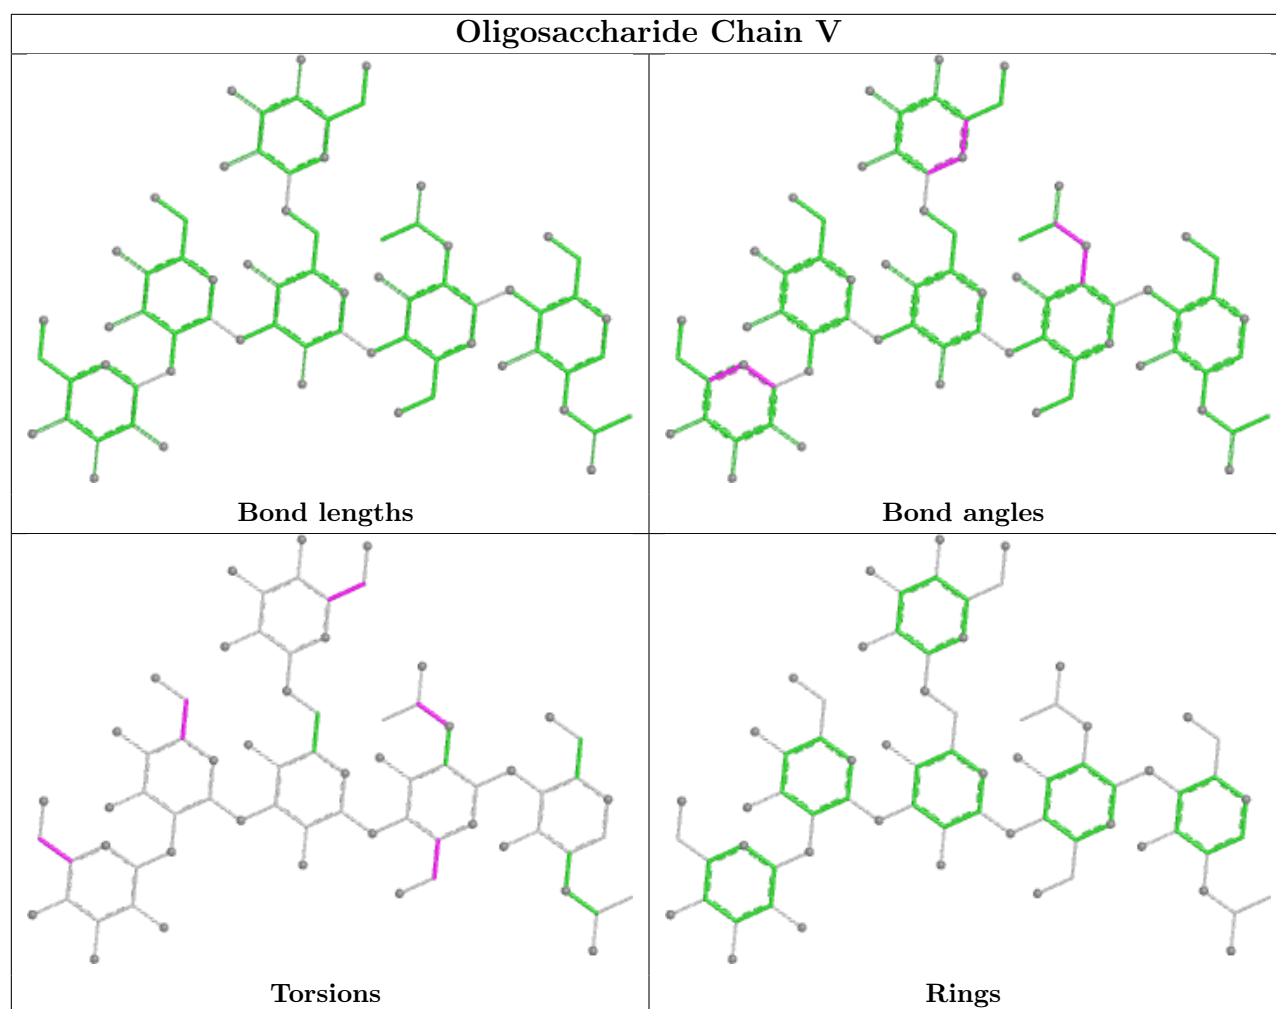 Oligosaccharide Chain V
Bond lengths
Bond angles
Torsions
Rings